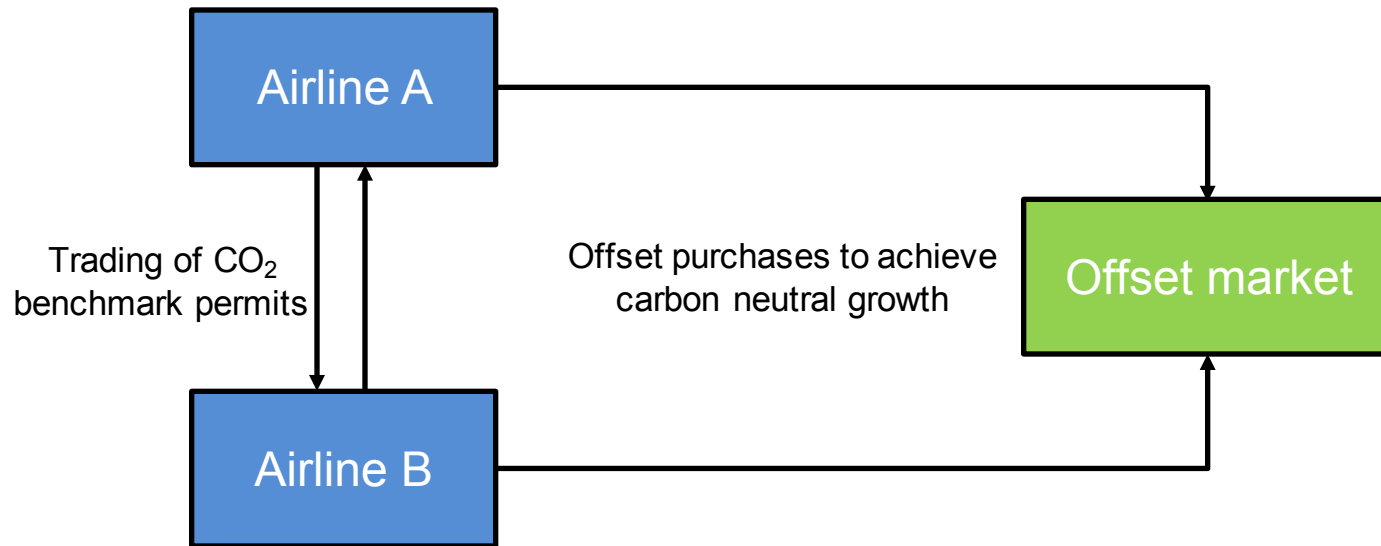 Airline A
Trading of CO₂
benchmark permits
Offset purchases to achieve
carbon neutral growth
Offset market
Airline B